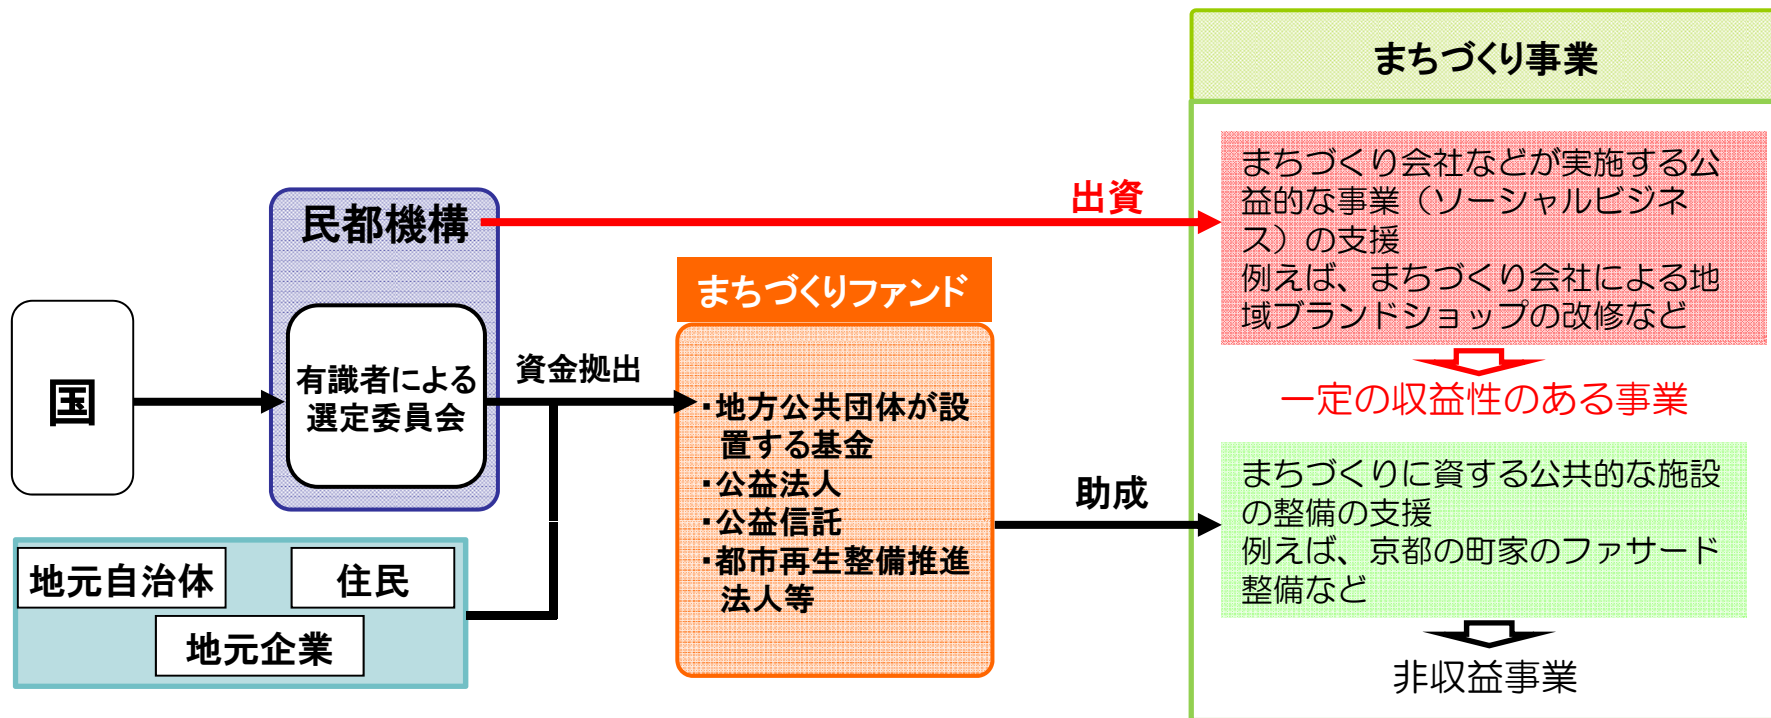 まちづくり事業
民都機構
出資
まちづくり会社などが実施する公
益的な事業（ソーシャルビジネ
ス）の支援
例えば、まちづくり会社による地
域ブランドショップの改修など
一定の収益性のある事業
国
有識者による
選定委員会
資金拠出
まちづくりファンド
・地方公共団体が設
置する基金
・公益法人
・公益信託
・都市再生整備推進
法人等
助成
まちづくりに資する公共的な施設
の整備の支援
例えば、京都の町家のファサード
整備など
非収益事業
地元自治体
住民
地元企業